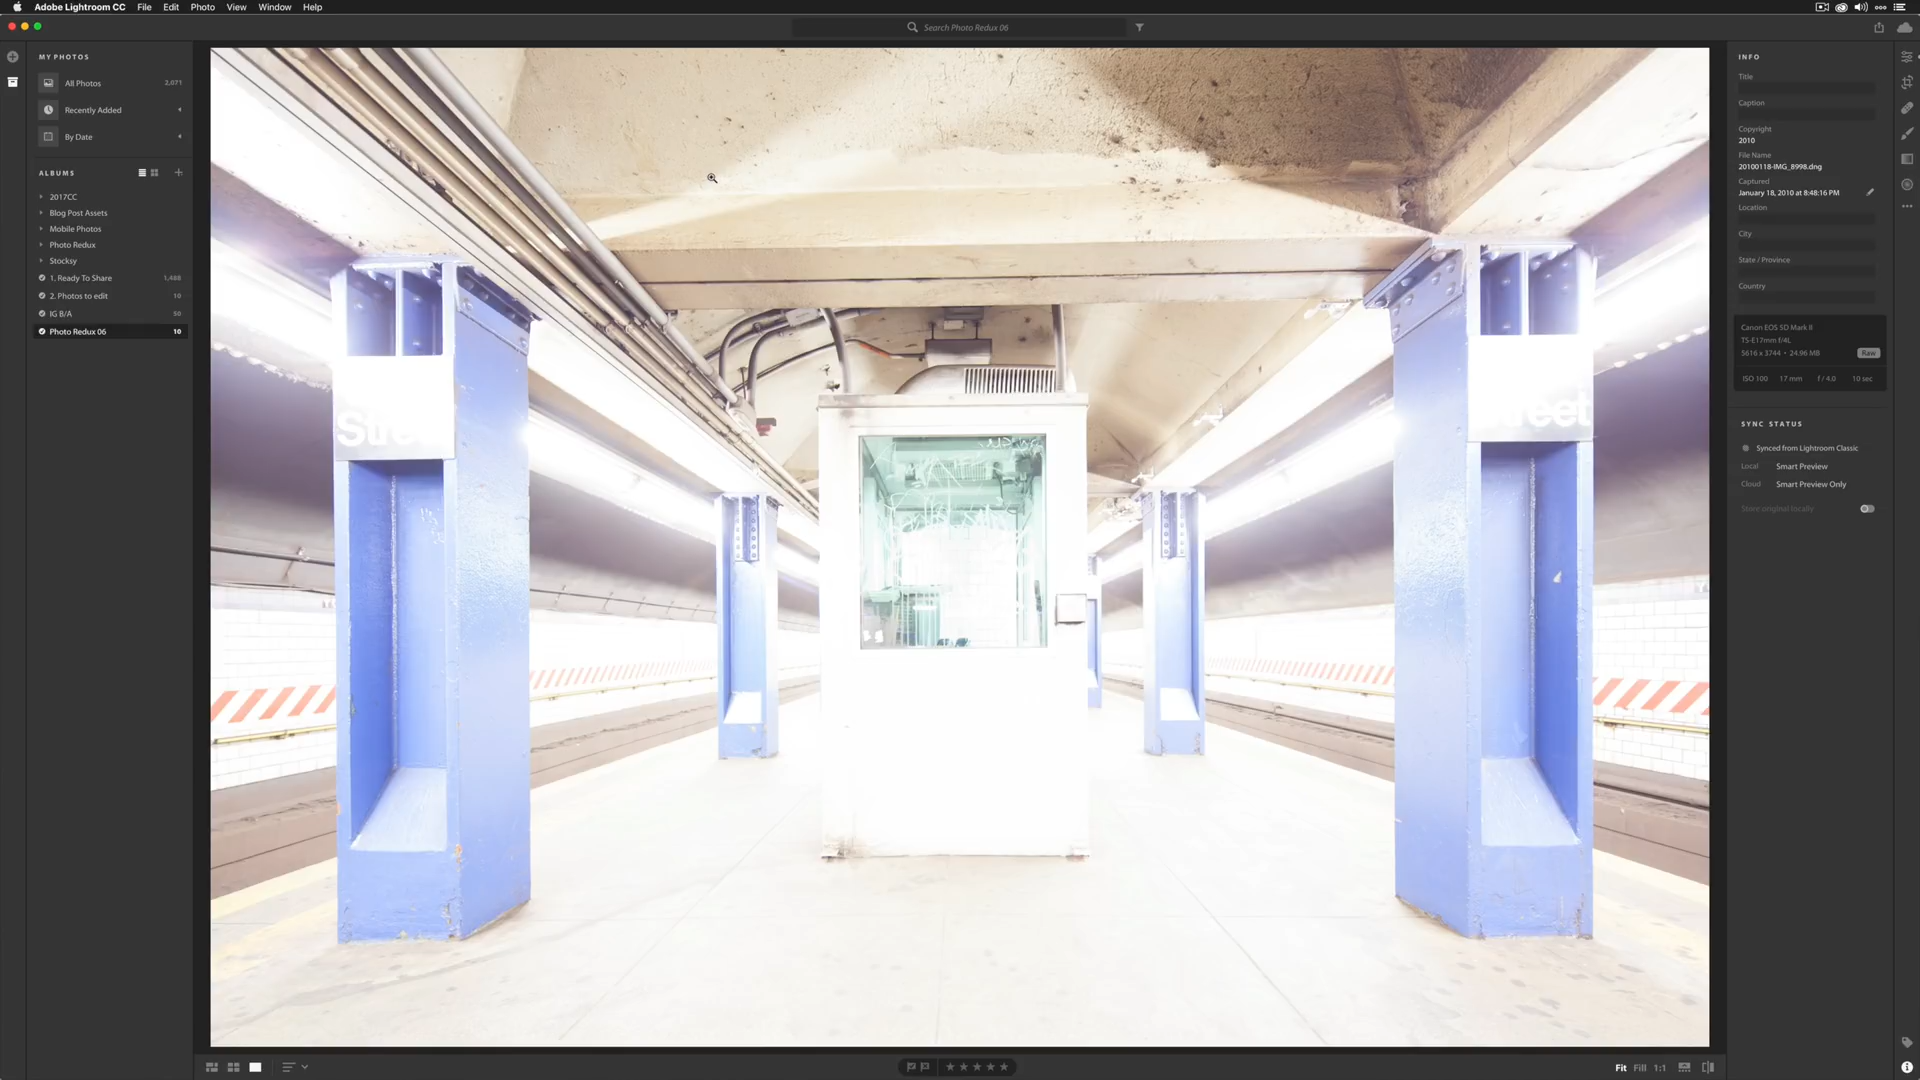 Adobe Lightroom CC File Edit Photo View Window Help
Search Photo Redux 06
MY PHOTOS
All Photos 2,071
Recently Added
By Date
ALBUMS
2017CC
Blog Post Assets
Mobile Photos
Photo Redux
Stocksy
1. Ready To Share 1,488
2. Photos to edit 10
IG B/A 50
Photo Redux 06 10
Street
Street
INFO
Title
Caption
Copyright
2010
File Name
20100118-IMG_8998.dng
Captured
January 18, 2010 at 8:48:16 PM
Location
City
State / Province
Country
Canon EOS 5D Mark II
TS-E17mm f/4L
5616 x 3744 • 24.96 MB Raw
ISO 100 17 mm f / 4.0 10 sec
SYNC STATUS
Synced from Lightroom Classic
Local Smart Preview
Cloud Smart Preview Only
Store original locally
Fit Fill 1:1